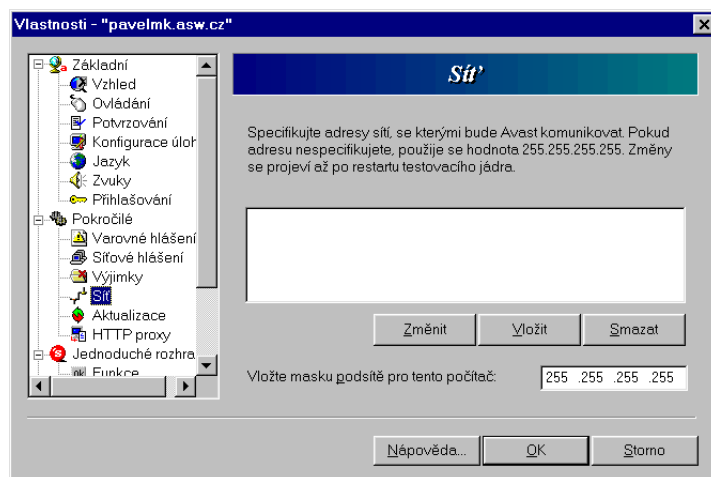 Vlastnosti - "pavelmk.asw.cz"
Základní
Vzhled
Ovládání
Potvrzování
Konfigurace úloh
Jazyk
Zvuky
Přihlašování
Pokročilé
Varovné hlášení
Síťové hlášení
Výjimky
Síť
Aktualizace
HTTP proxy
Jednoduché rozhra
Funkce
Síť
Specifikujte adresy sítí, se kterými bude Avast komunikovat. Pokud
adresu nespecifikujete, použije se hodnota 255.255.255.255. Změny
se projeví až po restartu testovacího jádra.
Změnit
Vložit
Smazat
Vložte masku podsítě pro tento počítač:
255 .255 .255 .255
Nápověda...
OK
Storno